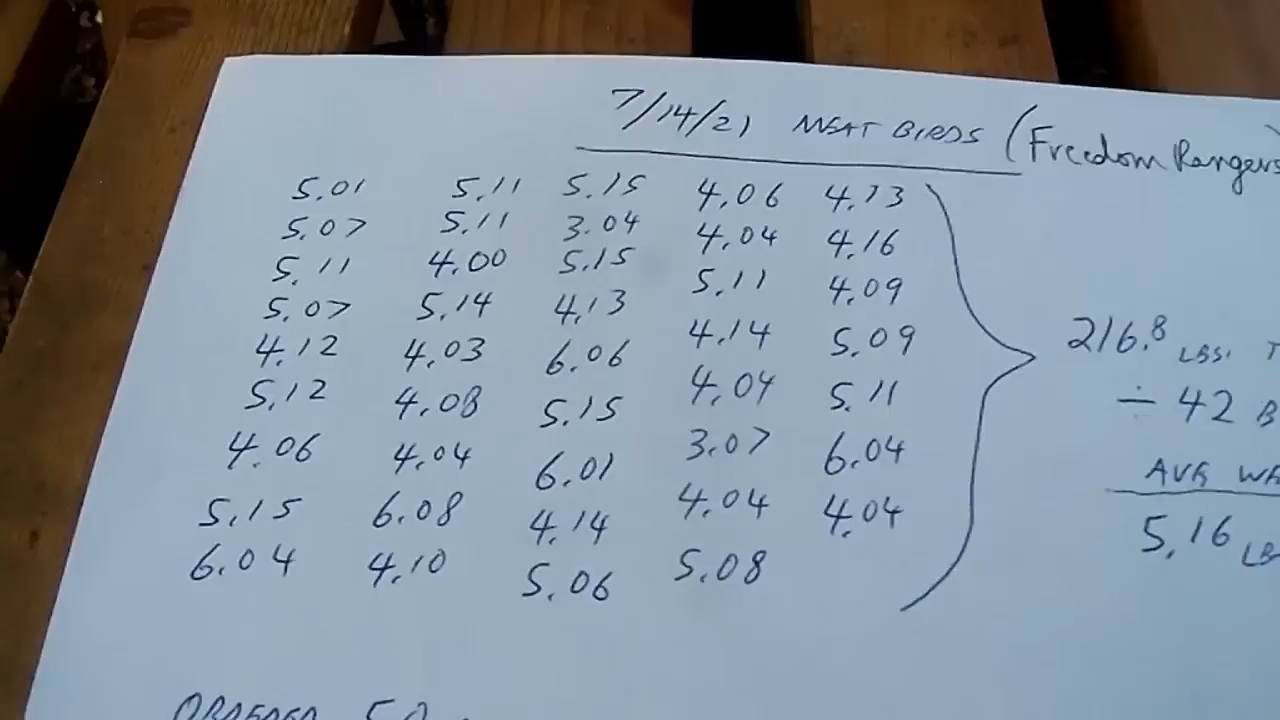 7/14/21 MEAT BIRDS (Freedom Rangers)
5.01 5.11 5.15 4.06 4.13
5.07 5.11 3.04 4.04 4.16
5.11 4.00 5.15 5.11 4.09
5.07 5.14 4.13 4.14 5.09
4.12 4.03 6.06 4.04 5.11
5.12 4.08 5.15 3.07 6.04
4.06 4.04 6.01 4.04 4.04
5.15 6.08 4.14 5.08
6.04 4.10 5.06
216.8 LBS.
÷ 42
AVG
5.16 LB
ORDERED 50